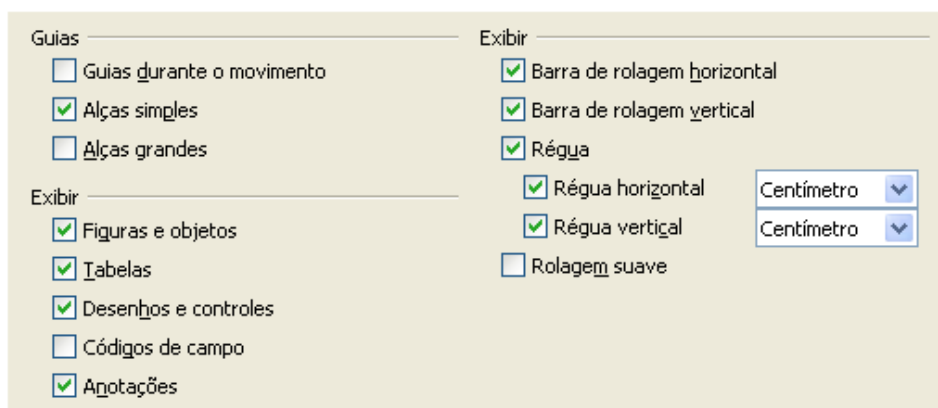 Guias
Guias durante o movimento
Alças simples
Alças grandes
Exibir
Figuras e objetos
Tabelas
Desenhos e controles
Códigos de campo
Anotações
Exibir
Barra de rolagem horizontal
Barra de rolagem vertical
Régua
Régua horizontal Centímetro
Régua vertical Centímetro
Rolagem suave